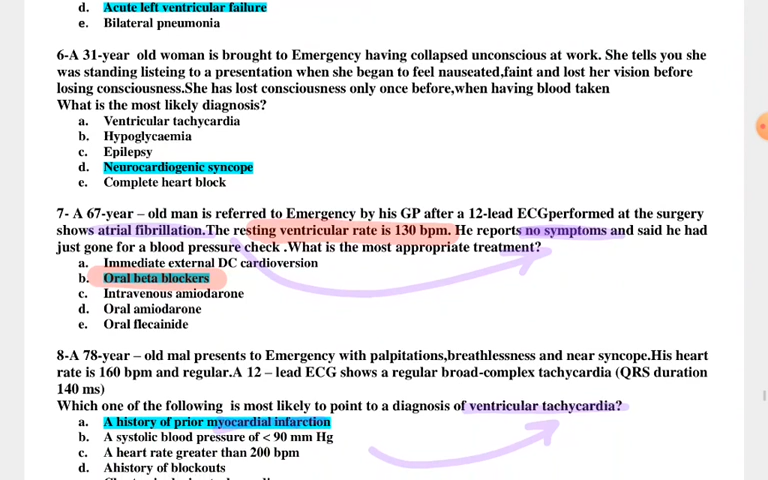 d. Acute left ventricular failure
e. Bilateral pneumonia
6-A 31-year old woman is brought to Emergency having collapsed unconscious at work. She tells you she
was standing listeing to a presentation when she began to feel nauseated,faint and lost her vision before
losing consciousness.She has lost consciousness only once before,when having blood taken
What is the most likely diagnosis?
a. Ventricular tachycardia
b. Hypoglycaemia
c. Epilepsy
d. Neurocardiogenic syncope
e. Complete heart block
7- A 67-year – old man is referred to Emergency by his GP after a 12-lead ECGperformed at the surgery
shows atrial fibrillation.The resting ventricular rate is 130 bpm. He reports no symptoms and said he had
just gone for a blood pressure check .What is the most appropriate treatment?
a. Immediate external DC cardioversion
b. Oral beta blockers
c. Intravenous amiodarone
d. Oral amiodarone
e. Oral flecainide
8-A 78-year – old mal presents to Emergency with palpitations,breathlessness and near syncope.His heart
rate is 160 bpm and regular.A 12 – lead ECG shows a regular broad-complex tachycardia (QRS duration
140 ms)
Which one of the following is most likely to point to a diagnosis of ventricular tachycardia?
a. A history of prior myocardial infarction
b. A systolic blood pressure of < 90 mm Hg
c. A heart rate greater than 200 bpm
d. Ahistory of blockouts